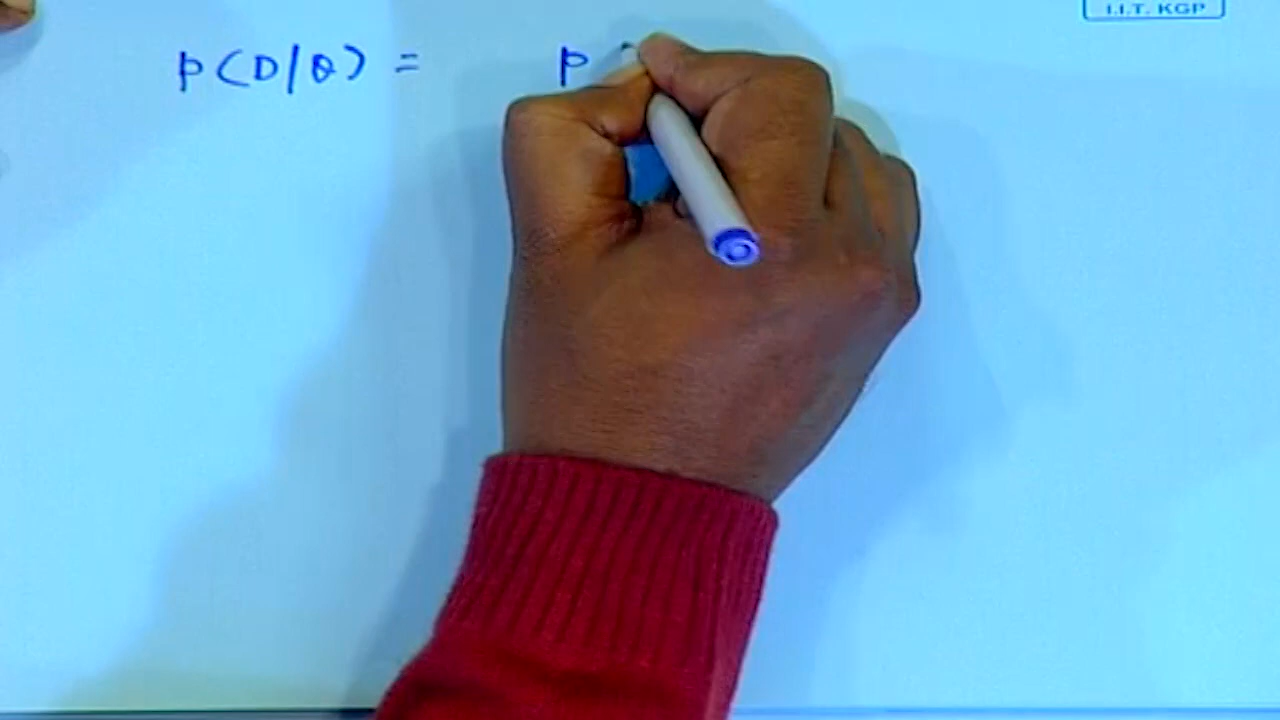 I.I.T. KGP
p(D/θ) = p